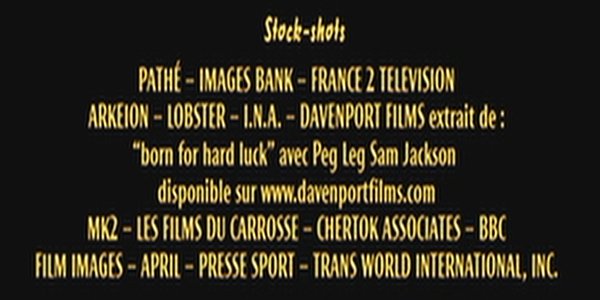 Stock-shots
PATHÉ – IMAGES BANK – FRANCE 2 TELEVISION
ARKEION – LOBSTER – I.N.A. – DAVENPORT FILMS extrait de :
“born for hard luck” avec Peg Leg Sam Jackson
disponible sur www.davenportfilms.com
MK2 – LES FILMS DU CARROSSE – CHERTOK ASSOCIATES – BBC
FILM IMAGES – APRIL – PRESSE SPORT – TRANS WORLD INTERNATIONAL, INC.